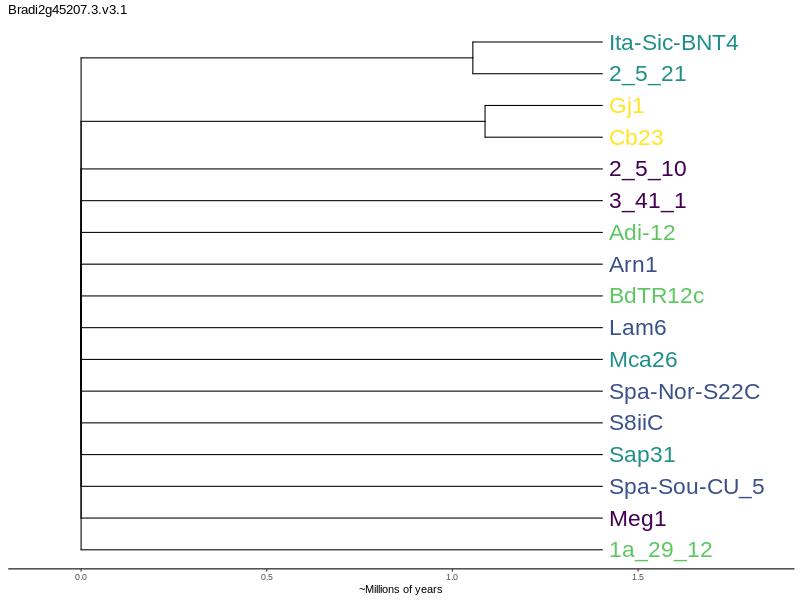 Bradi2g45207.3.v3.1
Ita-Sic-BNT4
2_5_21
Gj1
Cb23
2_5_10
3_41_1
Adi-12
Arn1
BdTR12c
Lam6
Mca26
Spa-Nor-S22C
S8iiC
Sap31
Spa-Sou-CU_5
Meg1
1a_29_12
0.0 0.5 1.0 1.5
~Millions of years